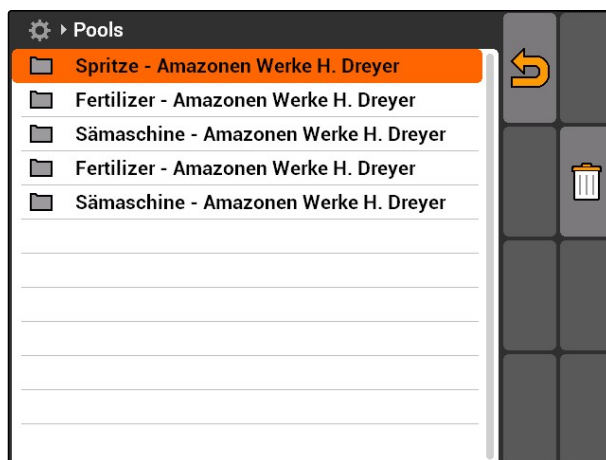 Pools
Spritze - Amazonen Werke H. Dreyer
Fertilizer - Amazonen Werke H. Dreyer
Sämaschine - Amazonen Werke H. Dreyer
Fertilizer - Amazonen Werke H. Dreyer
Sämaschine - Amazonen Werke H. Dreyer